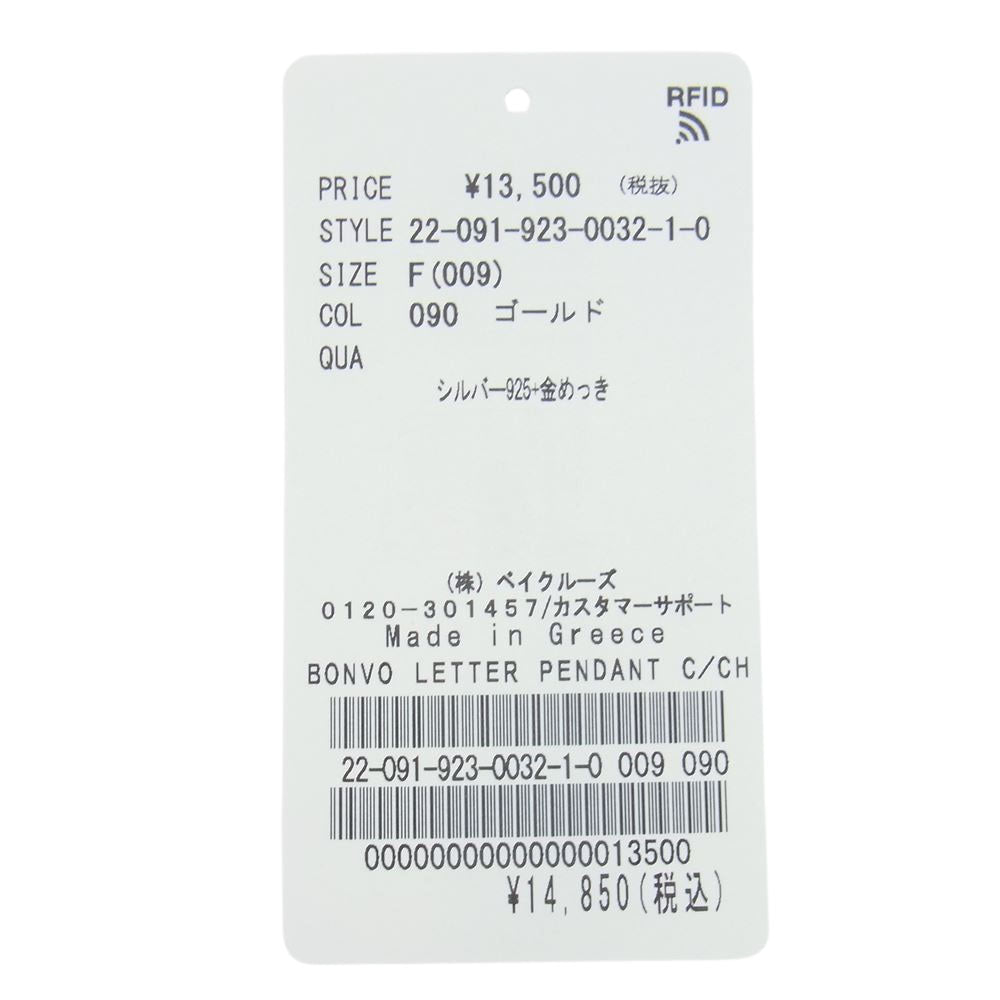 RFID
PRICE ¥13,500 (税抜)
STYLE 22-091-923-0032-1-0
SIZE F(009)
COL 090 ゴールド
QUA
シルバー925+金めっき
(株)ベイクルーズ
0120-301457/カスタマーサポート
Made in Greece
BONVO LETTER PENDANT C/CH
22-091-923-0032-1-0 009 090
00000000000000013500
¥14,850(税込)